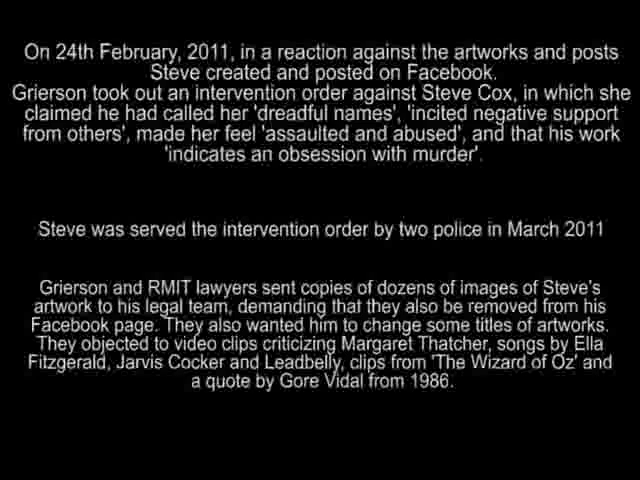 On 24th February, 2011, in a reaction against the artworks and posts
Steve created and posted on Facebook.
Grierson took out an intervention order against Steve Cox, in which she
claimed he had called her 'dreadful names', 'incited negative support
from others', made her feel 'assaulted and abused', and that his work
'indicates an obsession with murder'.
Steve was served the intervention order by two police in March 2011
Grierson and RMIT lawyers sent copies of dozens of images of Steve's
artwork to his legal team, demanding that they also be removed from his
Facebook page. They also wanted him to change some titles of artworks.
They objected to video clips criticizing Margaret Thatcher, songs by Ella
Fitzgerald, Jarvis Cocker and Leadbelly, clips from 'The Wizard of Oz' and
a quote by Gore Vidal from 1986.